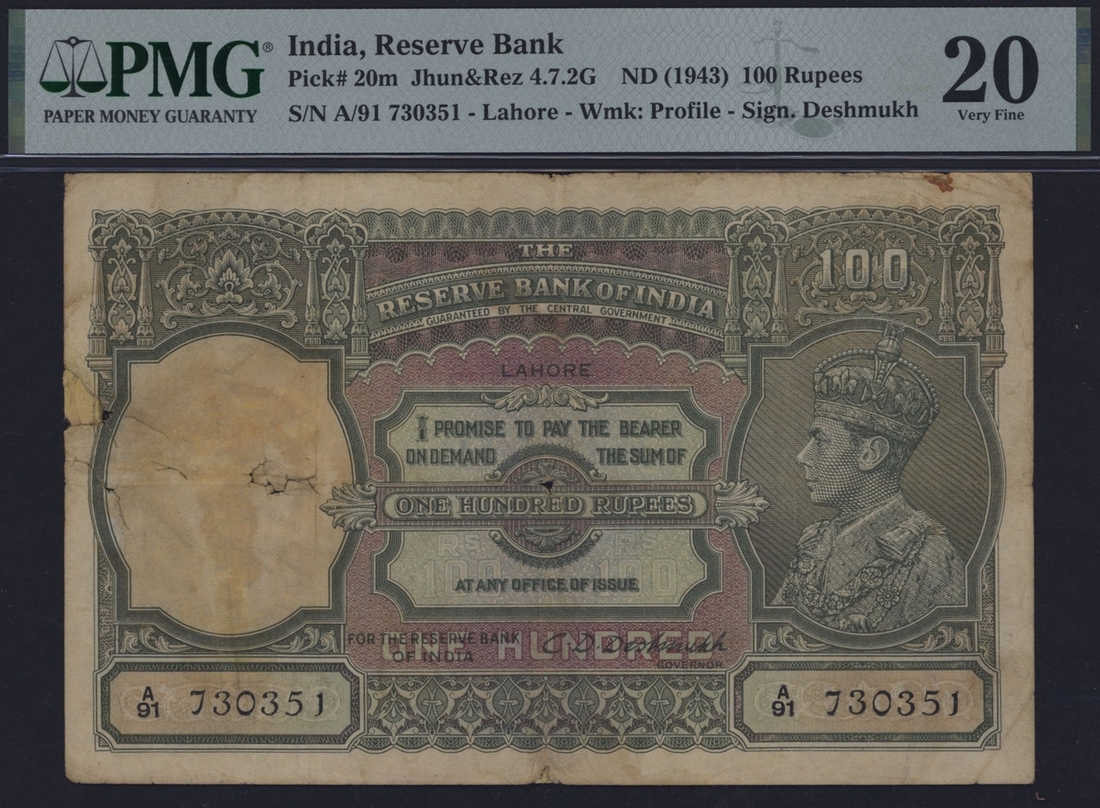 PMG®
PAPER MONEY GUARANTY
India, Reserve Bank
Pick# 20m Jhun&Rez 4.7.2G ND (1943) 100 Rupees
S/N A/91 730351 - Lahore - Wmk: Profile - Sign. Deshmukh
20
Very Fine
100
THE
RESERVE BANK OF INDIA
GUARANTEED BY THE CENTRAL GOVERNMENT
LAHORE
I PROMISE TO PAY THE BEARER
ON DEMAND THE SUM OF
ONE HUNDRED RUPEES
RS RS
100 100
AT ANY OFFICE OF ISSUE
FOR THE RESERVE BANK
OF INDIA
ONE HUNDRED
C. D. Deshmukh
GOVERNOR
A/91 730351
A/91 730351